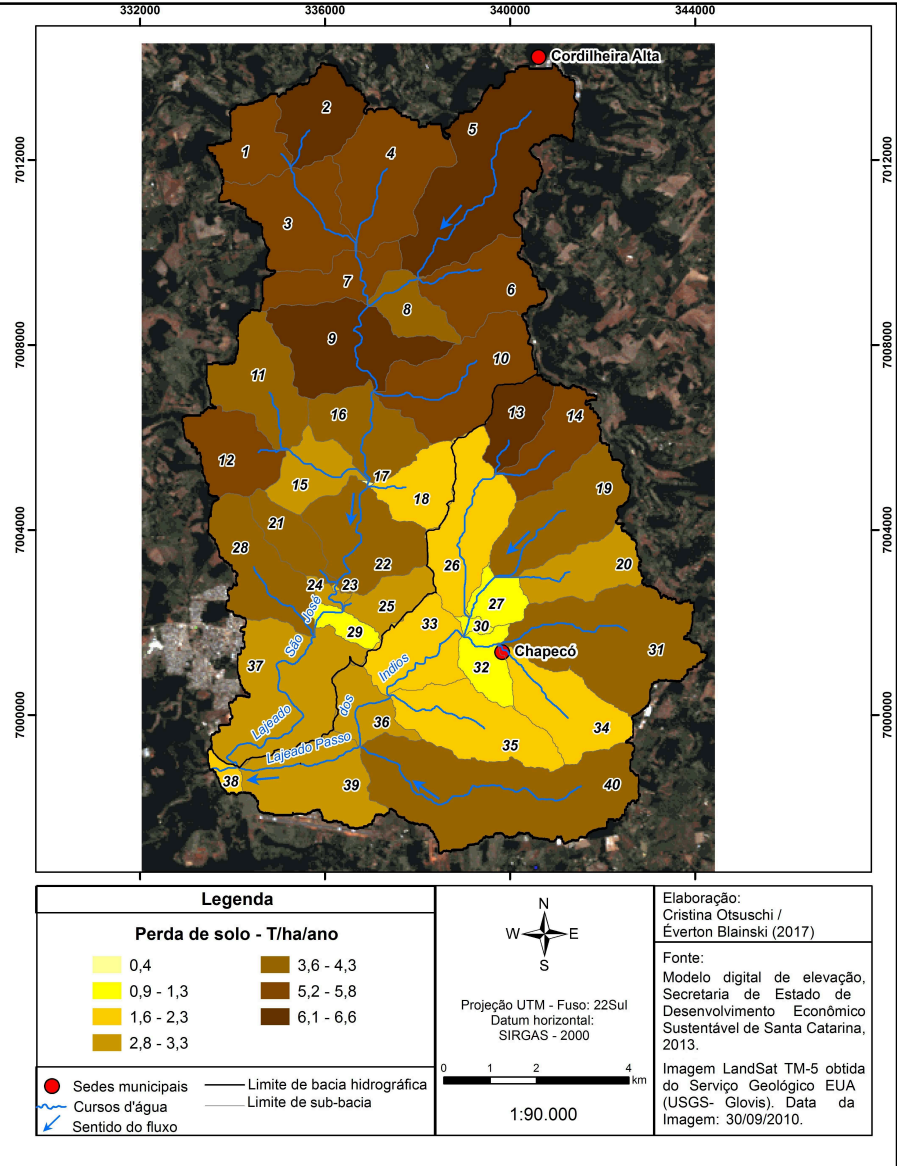 332000
336000
340000
344000
Cordilheira Alta
2
5
1
4
7012000
7012000
3
7
6
8
9
7008000
7008000
10
11
16
13
14
12
17
15
18
19
21
7004000
7004000
28
22
26
20
24
23
25
27
29
33
30
31
São José
Chapecó
32
37
Indios
dos
Lajeado
36
34
7000000
7000000
Lajeado Passo
35
38
39
40
Legenda
Perda de solo - T/ha/ano
0,4
0,9 - 1,3
1,6 - 2,3
2,8 - 3,3
3,6 - 4,3
5,2 - 5,8
6,1 - 6,6
Sedes municipais
Cursos d'água
Sentido do fluxo
Limite de bacia hidrográfica
Limite de sub-bacia
N
W
E
S
Projeção UTM - Fuso: 22Sul
Datum horizontal:
SIRGAS - 2000
0 1 2 4
km
1:90.000
Elaboração:
Cristina Otsuschi /
Éverton Blainski (2017)
Fonte:
Modelo digital de elevação,
Secretaria de Estado de
Desenvolvimento Econômico
Sustentável de Santa Catarina,
2013.
Imagem LandSat TM-5 obtida
do Serviço Geológico EUA
(USGS- Glovis). Data da
Imagem: 30/09/2010.